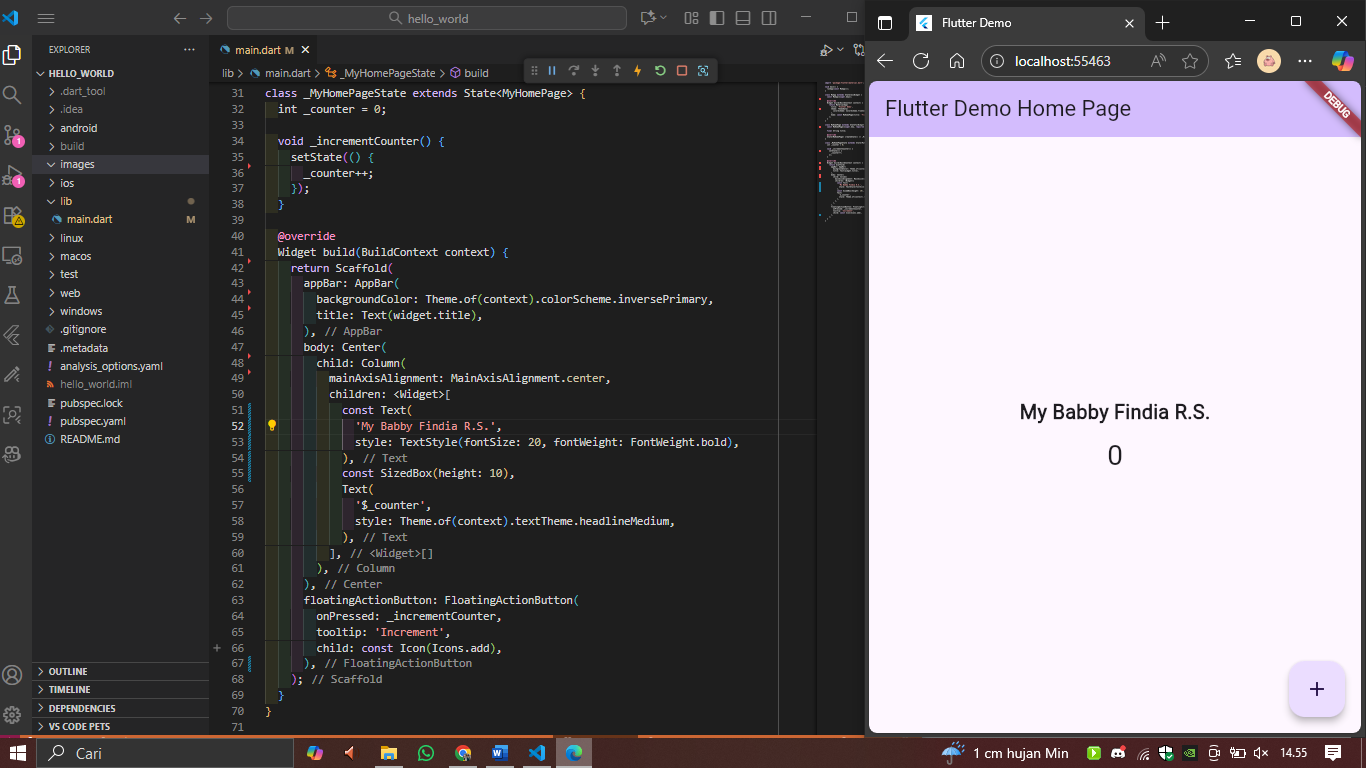 hello_world
Flutter Demo
localhost:55463
EXPLORER
HELLO_WORLD
.dart_tool
.idea
android
build
images
ios
lib
main.dart M
linux
macos
test
web
windows
.gitignore
.metadata
analysis_options.yaml
hello_world.iml
pubspec.lock
pubspec.yaml
README.md
OUTLINE
TIMELINE
DEPENDENCIES
VS CODE PETS
main.dart M
lib > main.dart > _MyHomePageState > build
31 class _MyHomePageState extends State<MyHomePage> {
32 int _counter = 0;
33
34 void _incrementCounter() {
35 setState(() {
36 _counter++;
37 });
38 }
39
40 @override
41 Widget build(BuildContext context) {
42 return Scaffold(
43 appBar: AppBar(
44 backgroundColor: Theme.of(context).colorScheme.inversePrimary,
45 title: Text(widget.title),
46 ), // AppBar
47 body: Center(
48 child: Column(
49 mainAxisAlignment: MainAxisAlignment.center,
50 children: <Widget>[
51 const Text(
52 'My Babby Findia R.S.',
53 style: TextStyle(fontSize: 20, fontWeight: FontWeight.bold),
54 ), // Text
55 const SizedBox(height: 10),
56 Text(
57 '$_counter',
58 style: Theme.of(context).textTheme.headlineMedium,
59 ), // Text
60 ], // <Widget>[]
61 ), // Column
62 ), // Center
63 floatingActionButton: FloatingActionButton(
64 onPressed: _incrementCounter,
65 tooltip: 'Increment',
66 child: const Icon(Icons.add),
67 ), // FloatingActionButton
68 ); // Scaffold
69 }
70 }
71
Flutter Demo Home Page
DEBUG
My Babby Findia R.S.
0
Cari
1 cm hujan Min
14.55